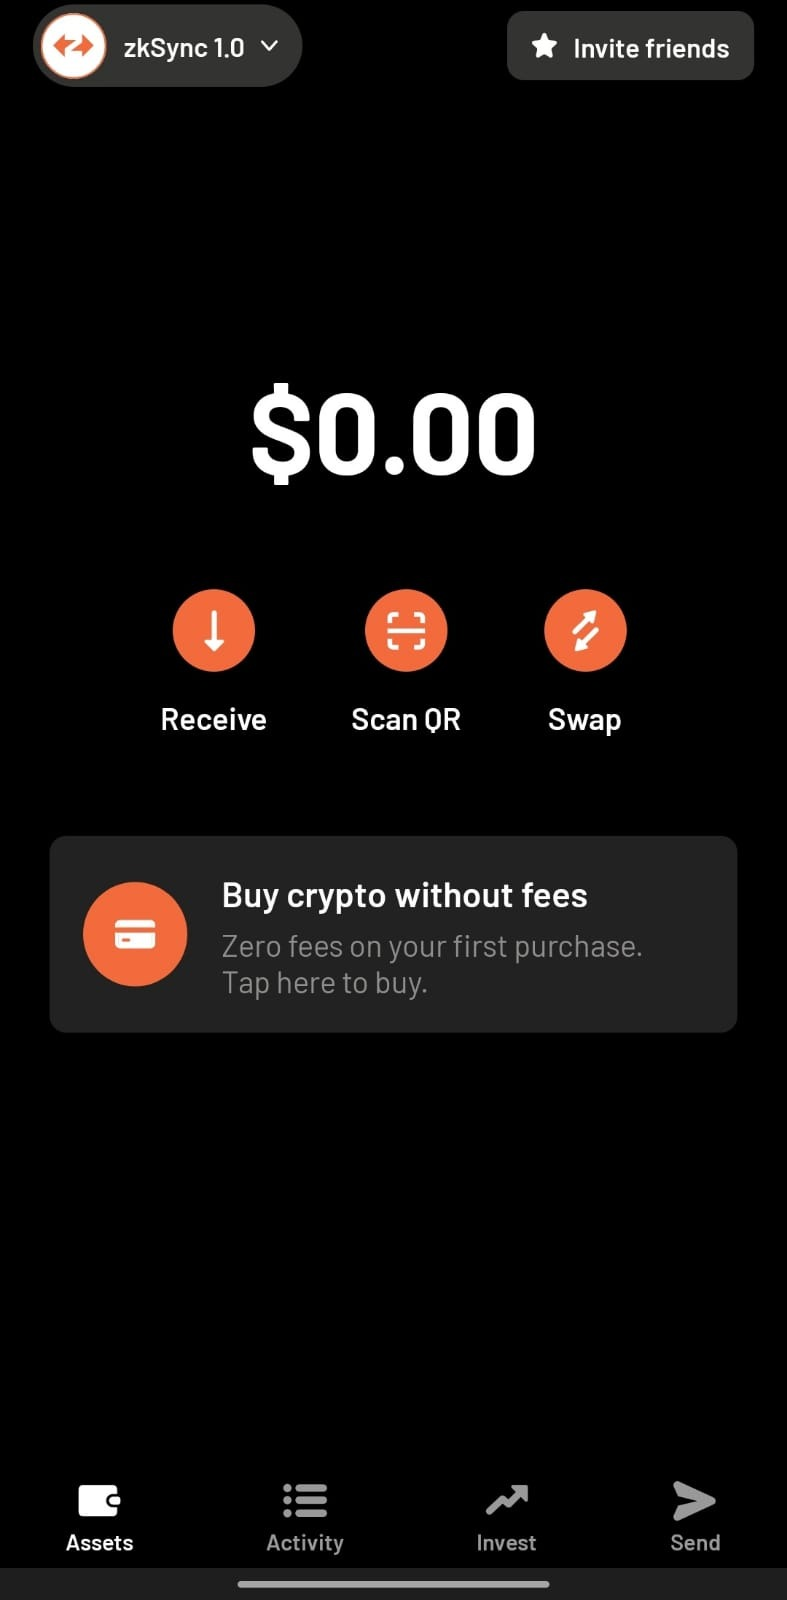 zkSync 1.0
Invite friends
$0.00
Receive
Scan QR
Swap
Buy crypto without fees
Zero fees on your first purchase.
Tap here to buy.
Assets
Activity
Invest
Send